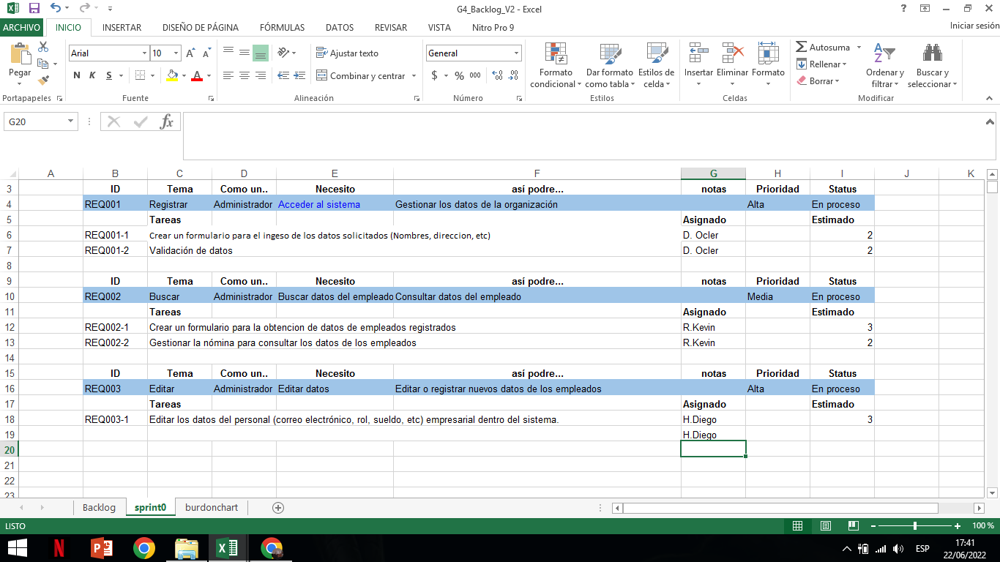 G4_Backlog_V2 - Excel
Iniciar sesión
ARCHIVO INICIO INSERTAR DISEÑO DE PÁGINA FÓRMULAS DATOS REVISAR VISTA Nitro Pro 9
Pegar
Portapapeles
Arial 10
N K S
Fuente
Ajustar texto
Combinar y centrar
Alineación
General
$ % 000
Número
Formato condicional
Dar formato como tabla
Estilos de celda
Estilos
Insertar Eliminar Formato
Celdas
Autosuma
Rellenar
Borrar
Ordenar y filtrar
Buscar y seleccionar
Modificar
G20 fx
A B C D E F G H I J K
3 ID Tema Como un.. Necesito así podre... notas Prioridad Status
4 REQ001 Registrar Administrador Acceder al sistema Gestionar los datos de la organización Alta En proceso
5 Tareas Asignado Estimado
6 REQ001-1 Crear un formulario para el ingeso de los datos solicitados (Nombres, direccion, etc) D. Ocler 2
7 REQ001-2 Validación de datos D. Ocler 2
8
9 ID Tema Como un.. Necesito así podre... notas Prioridad Status
10 REQ002 Buscar Administrador Buscar datos del empleado Consultar datos del empleado Media En proceso
11 Tareas Asignado Estimado
12 REQ002-1 Crear un formulario para la obtencion de datos de empleados registrados R.Kevin 3
13 REQ002-2 Gestionar la nómina para consultar los datos de los empleados R.Kevin 2
14
15 ID Tema Como un.. Necesito así podre... notas Prioridad Status
16 REQ003 Editar Administrador Editar datos Editar o registrar nuevos datos de los empleados Alta En proceso
17 Tareas Asignado Estimado
18 REQ003-1 Editar los datos del personal (correo electrónico, rol, sueldo, etc) empresarial dentro del sistema. H.Diego 3
19 H.Diego
20
21
22
23
Backlog sprint0 burdonchart
LISTO 100 %
ESP
17:41
22/06/2022